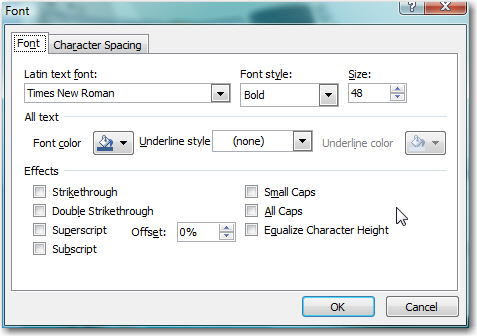 Font
Font Character Spacing
Latin text font: Font style: Size:
Times New Roman Bold 48
All text
Font color Underline style (none) Underline color
Effects
Strikethrough Small Caps
Double Strikethrough All Caps
Superscript Offset: 0% Equalize Character Height
Subscript
OK Cancel